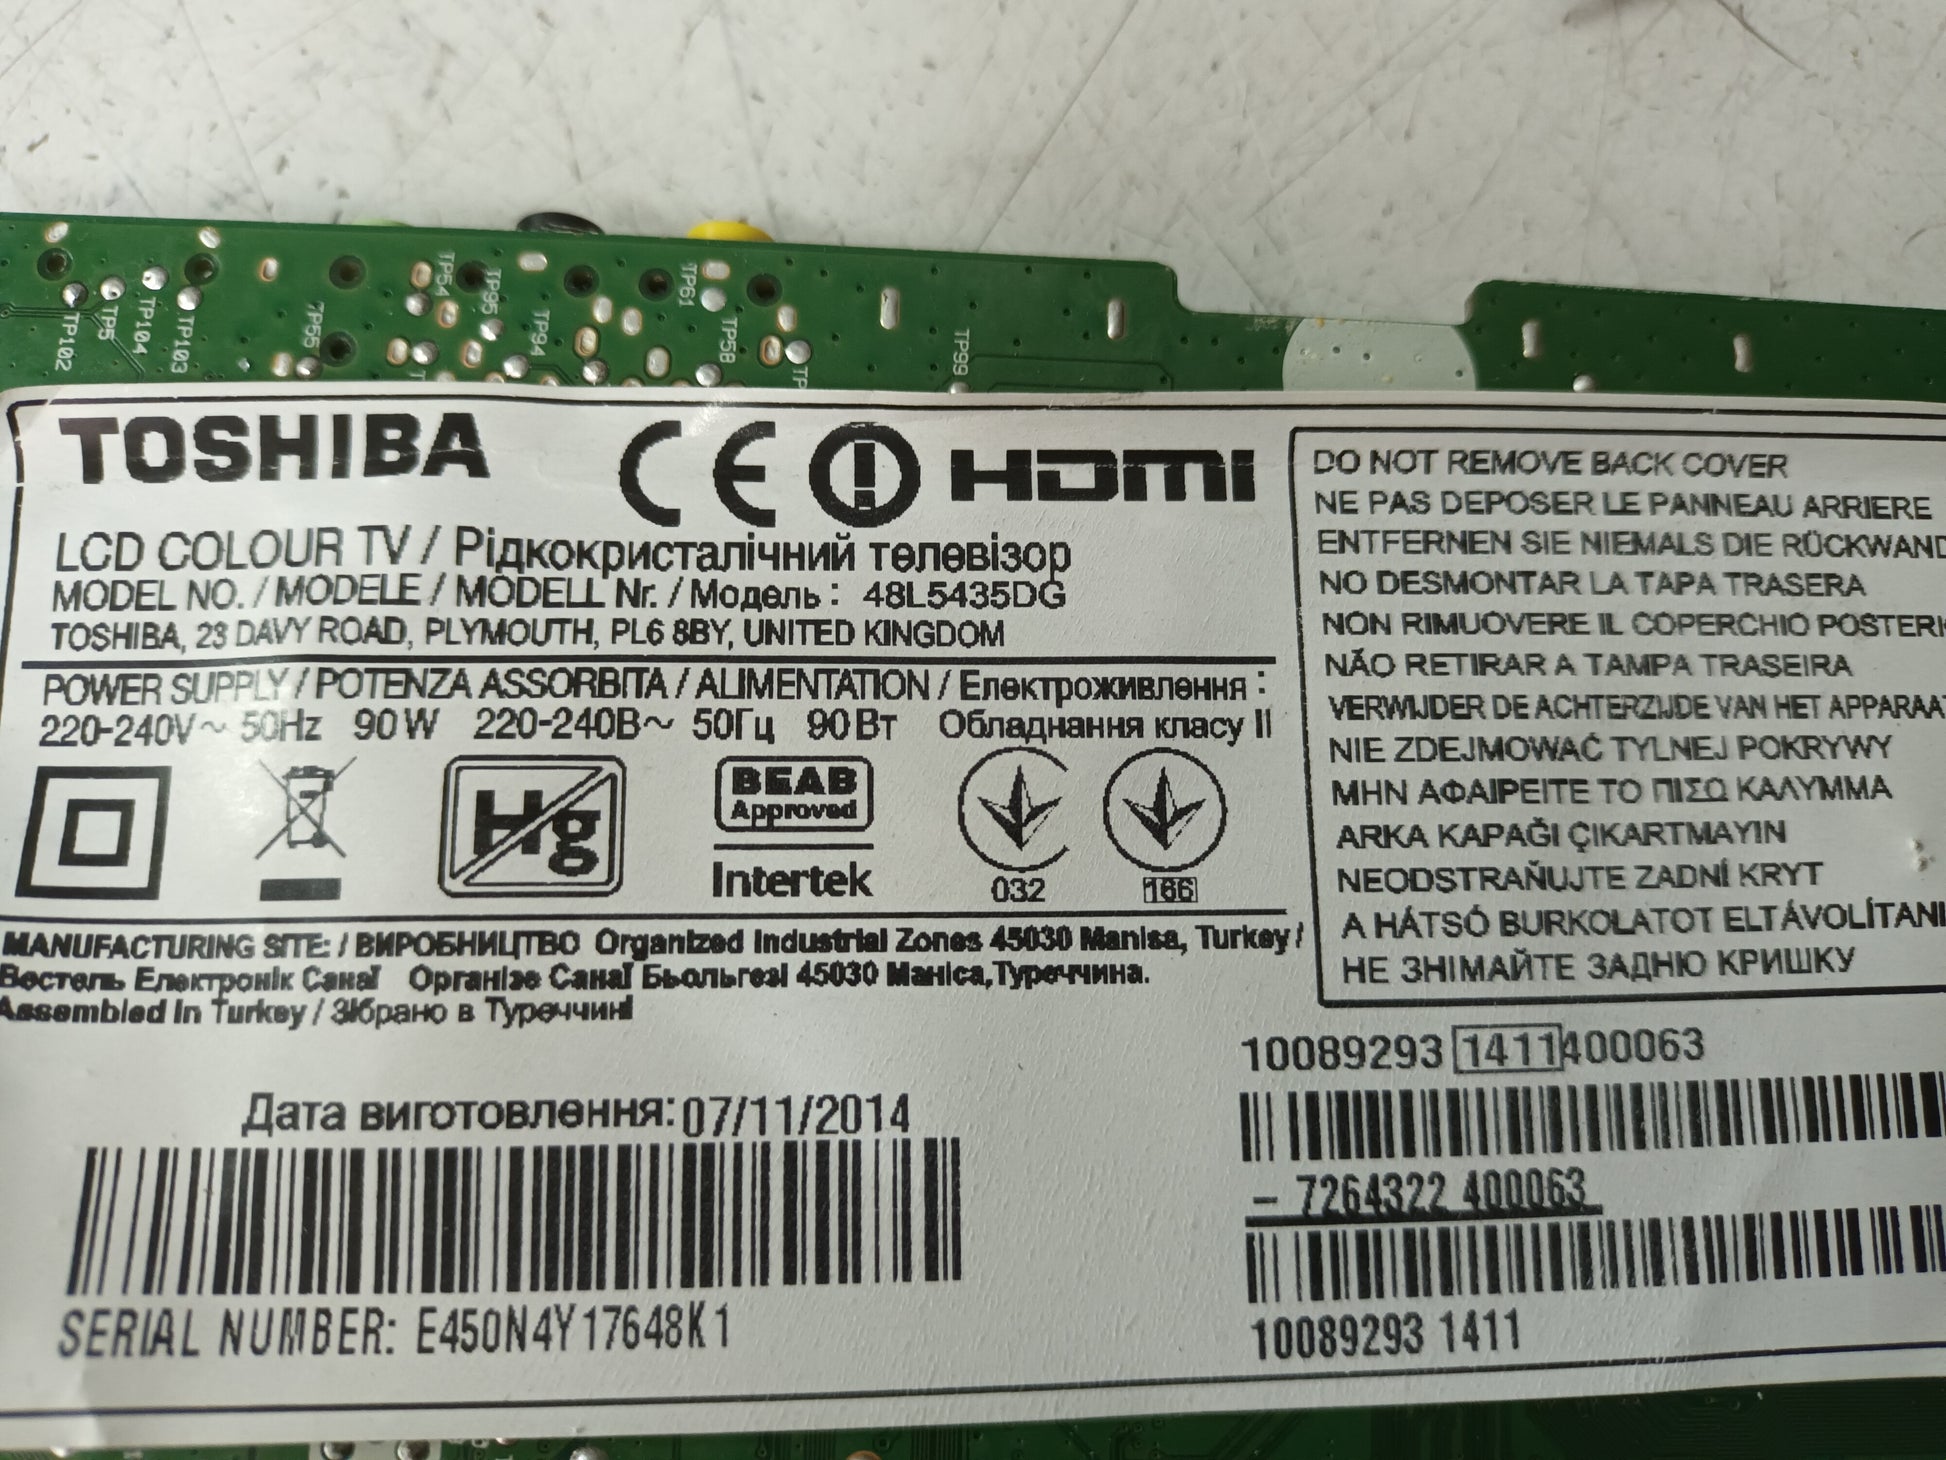 TP102
TP5
TP104
TP103
TP55
TP54
TP95
TP94
TP61
TP58
TP99
TOSHIBA CE HDMI
LCD COLOUR TV / Рідкокристалічний телевізор
MODEL NO. / MODELE / MODELL Nr. / Модель : 48L5435DG
TOSHIBA, 23 DAVY ROAD, PLYMOUTH, PL6 8BY, UNITED KINGDOM
POWER SUPPLY / POTENZA ASSORBITA / ALIMENTATION / Електроживлення :
220-240V~ 50Hz 90W 220-240В~ 50Гц 90Вт Обладнання класу II
Hg
BEAB
Approved
Intertek
032
166
MANUFACTURING SITE: / ВИРОБНИЦТВО Organized Industrial Zones 45030 Manisa, Turkey /
Вестель Електронік Санаї Організе Санаї Бьольгезі 45030 Маніса,Туреччина.
Assembled in Turkey / Зібрано в Туреччині
Дата виготовлення: 07/11/2014
SERIAL NUMBER: E450N4Y17648K1
DO NOT REMOVE BACK COVER
NE PAS DEPOSER LE PANNEAU ARRIERE
ENTFERNEN SIE NIEMALS DIE RÜCKWAND
NO DESMONTAR LA TAPA TRASERA
NON RIMUOVERE IL COPERCHIO
NÃO RETIRAR A TAMPA TRASEIRA
VERWIJDER DE ACHTERZIJDE VAN HET APPARAAT
NIE ZDEJMOWAĆ TYLNEJ POKRYWY
ΜΗΝ ΑΦΑΙΡΕΙΤΕ ΤΟ ΠΙΣΩ ΚΑΛΥΜΜΑ
ARKA KAPAĞI ÇIKARTMAYIN
NEODSTRAŇUJTE ZADNÍ KRYT
A HÁTSÓ BURKOLATOT ELTÁVOLÍTANI
НЕ ЗНІМАЙТЕ ЗАДНЮ КРИШКУ
10089293 1411 400063
- 7264322 400063
10089293 1411